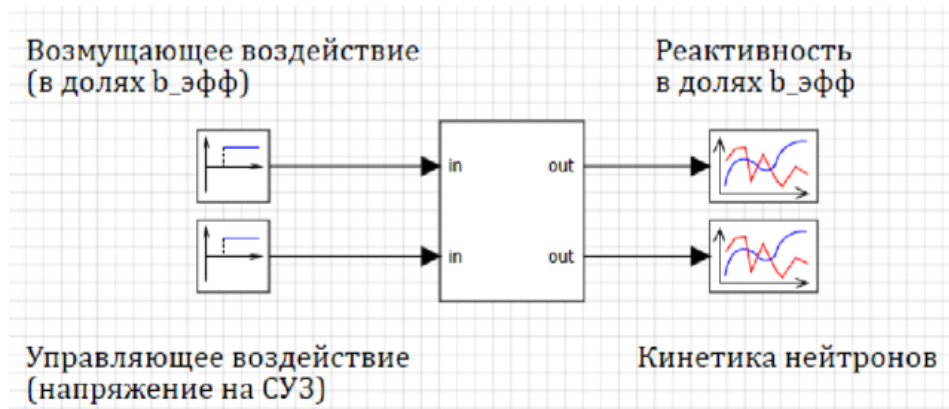 Возмущающее воздействие
(в долях b_эфф)
Реактивность
в долях b_эфф
in
out
in
out
Управляющее воздействие
(напряжение на СУЗ)
Кинетика нейтронов